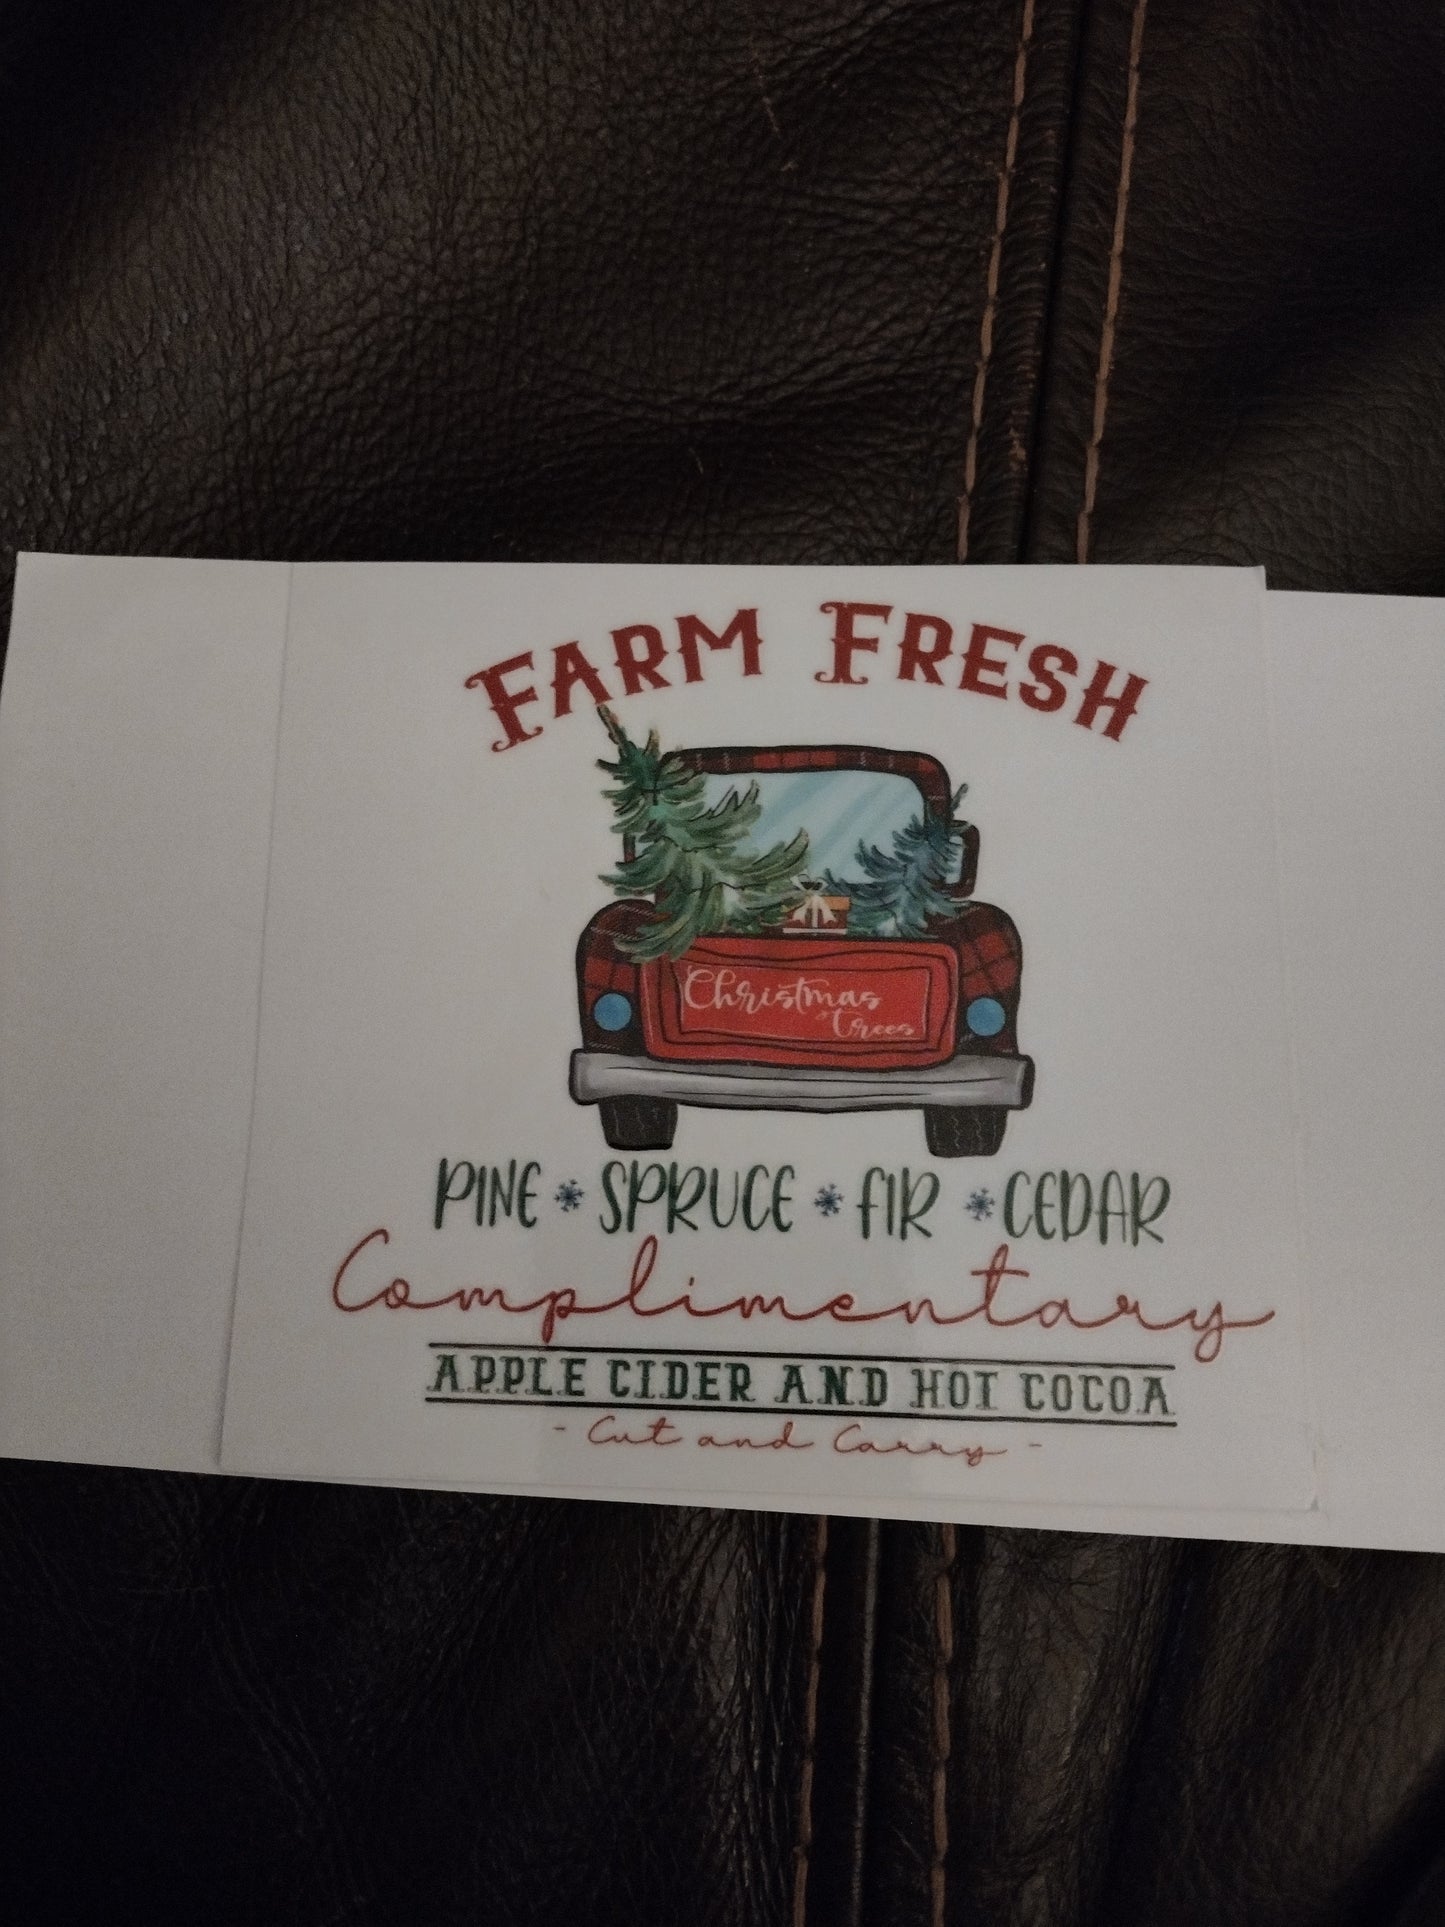 FARM FRESH
Christmas
trees
PINE * SPRUCE * FIR * CEDAR
Complimentary
APPLE CIDER AND HOT COCOA
- Cut and Carry -